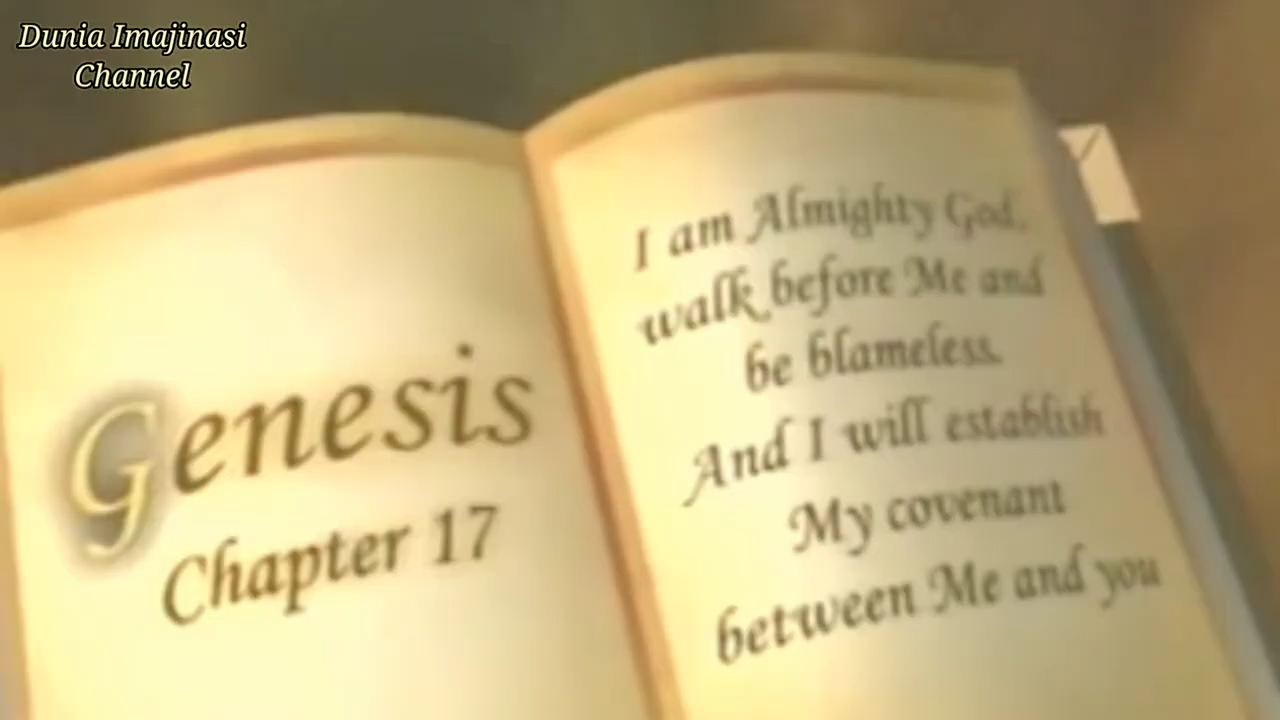 Dunia Imajinasi
Channel
Genesis
Chapter 17
I am Almighty God,
walk before Me and
be blameless.
And I will establish
My covenant
between Me and you